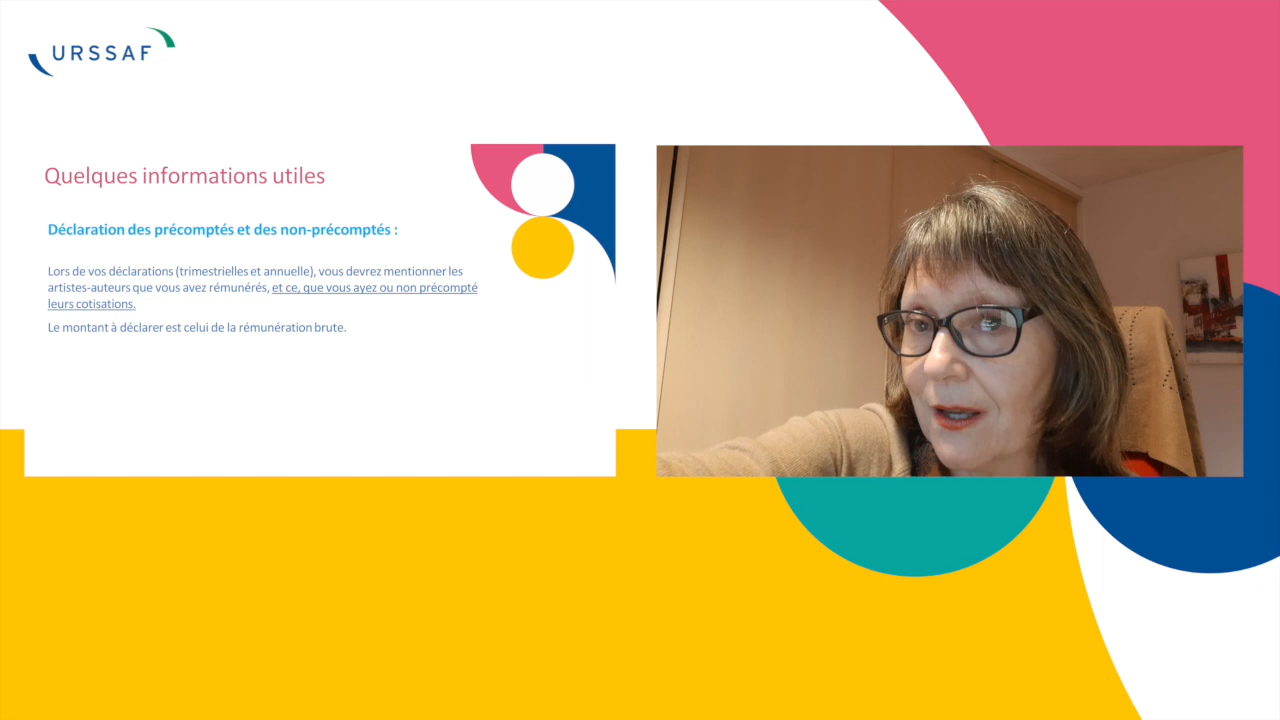 URSSAF
Quelques informations utiles
Déclaration des précomptés et des non-précomptés :
Lors de vos déclarations (trimestrielles et annuelle), vous devrez mentionner les
artistes-auteurs que vous avez rémunérés, et ce, que vous ayez ou non précompté
leurs cotisations.
Le montant à déclarer est celui de la rémunération brute.